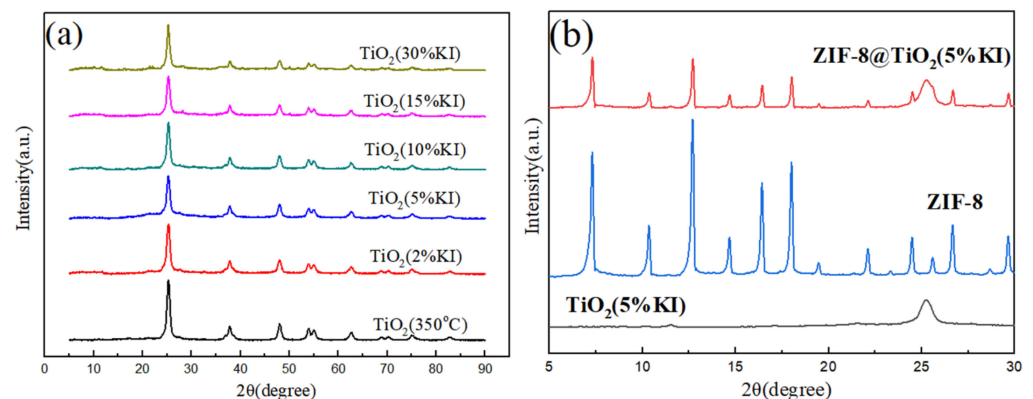 (a)
TiO₂(30%KI)
TiO₂(15%KI)
TiO₂(10%KI)
TiO₂(5%KI)
TiO₂(2%KI)
TiO₂(350°C)
Intensity(a.u.)
0 10 20 30 40 50 60 70 80 90
2θ(degree)
(b)
ZIF-8@TiO₂(5%KI)
ZIF-8
TiO₂(5%KI)
Intensity(a.u.)
5 10 15 20 25 30
2θ(degree)